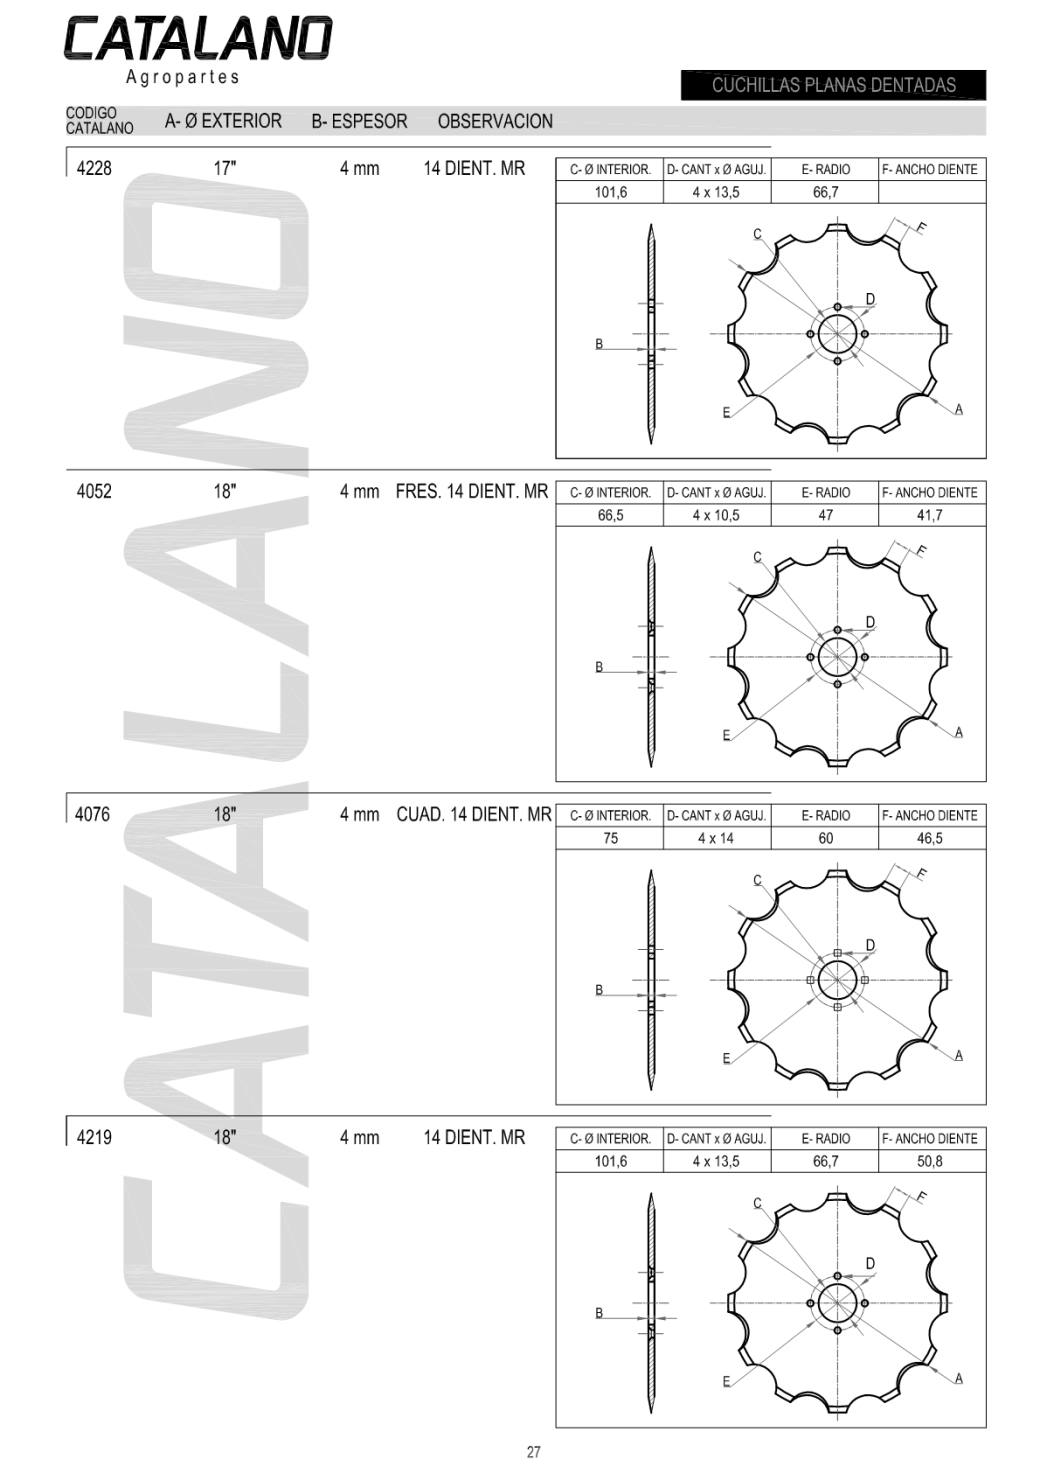 CATALANO
Agropartes
CUCHILLAS PLANAS DENTADAS
CODIGO CATALANO A- Ø EXTERIOR B- ESPESOR OBSERVACION
4228 17" 4 mm 14 DIENT. MR
C- Ø INTERIOR. D- CANT x Ø AGUJ. E- RADIO F- ANCHO DIENTE
101,6 4 x 13,5 66,7
C F
D
B
E A
4052 18" 4 mm FRES. 14 DIENT. MR
C- Ø INTERIOR. D- CANT x Ø AGUJ. E- RADIO F- ANCHO DIENTE
66,5 4 x 10,5 47 41,7
C F
D
B
E A
4076 18" 4 mm CUAD. 14 DIENT. MR
C- Ø INTERIOR. D- CANT x Ø AGUJ. E- RADIO F- ANCHO DIENTE
75 4 x 14 60 46,5
C F
D
B
E A
4219 18" 4 mm 14 DIENT. MR
C- Ø INTERIOR. D- CANT x Ø AGUJ. E- RADIO F- ANCHO DIENTE
101,6 4 x 13,5 66,7 50,8
C F
D
B
E A
CATALANO
27